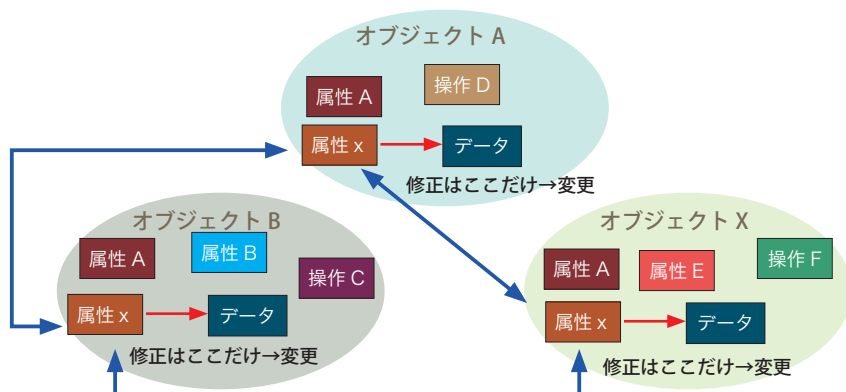 オブジェクト A
属性 A
操作 D
属性 x
データ
修正はここだけ→変更
オブジェクト B
属性 A
属性 B
操作 C
属性 x
データ
修正はここだけ→変更
オブジェクト X
属性 A
属性 E
操作 F
属性 x
データ
修正はここだけ→変更